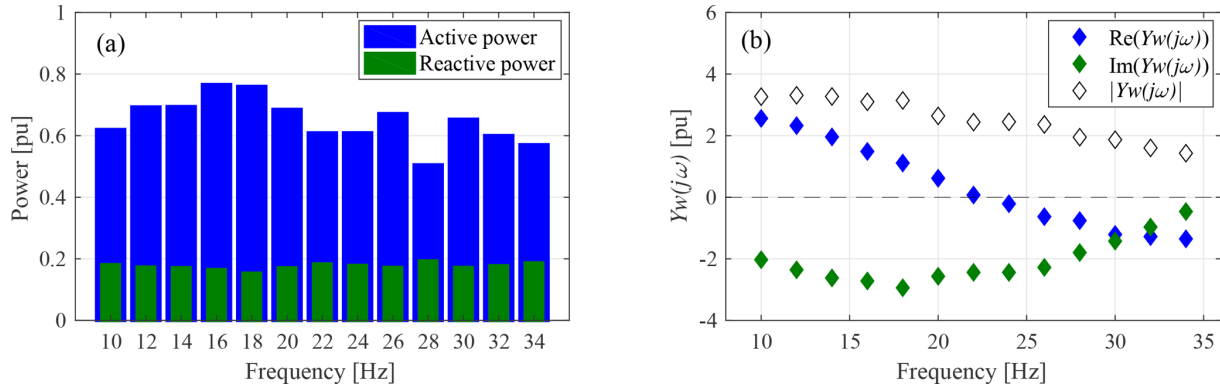 (a)
Active power
Reactive power
Power [pu]
1
0.8
0.6
0.4
0.2
0
10 12 14 16 18 20 22 24 26 28 30 32 34
Frequency [Hz]
(b)
Re(Yw(jω))
Im(Yw(jω))
|Yw(jω)|
Yw(jω) [pu]
6
4
2
0
-2
-4
10 15 20 25 30 35
Frequency [Hz]